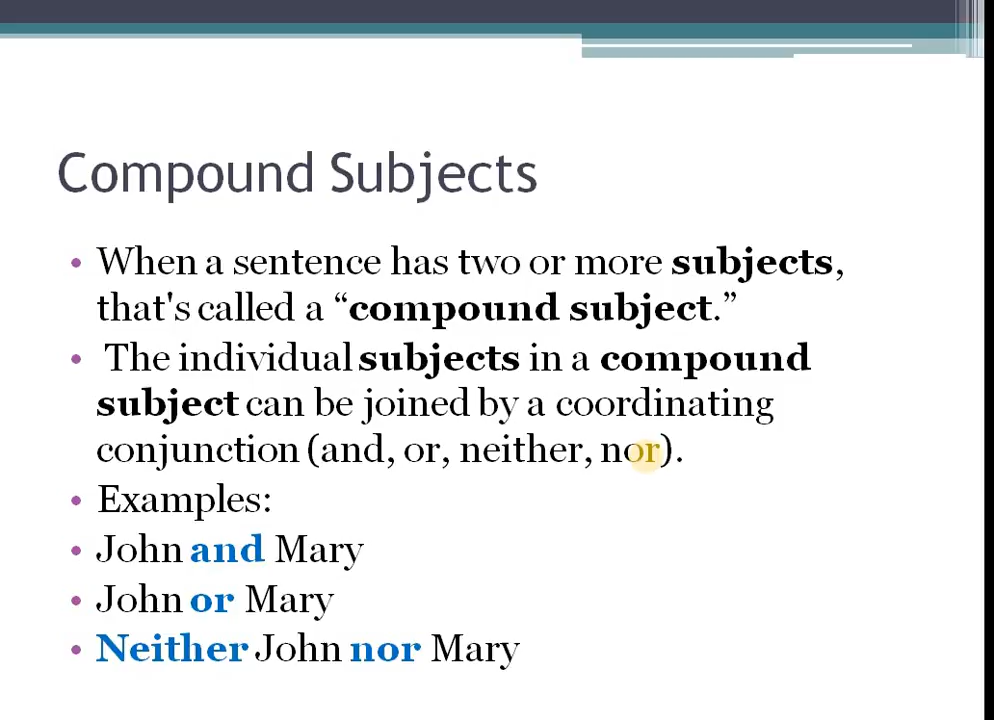 Compound Subjects
• When a sentence has two or more subjects,
that's called a “compound subject.”
• The individual subjects in a compound
subject can be joined by a coordinating
conjunction (and, or, neither, nor).
• Examples:
• John and Mary
• John or Mary
• Neither John nor Mary